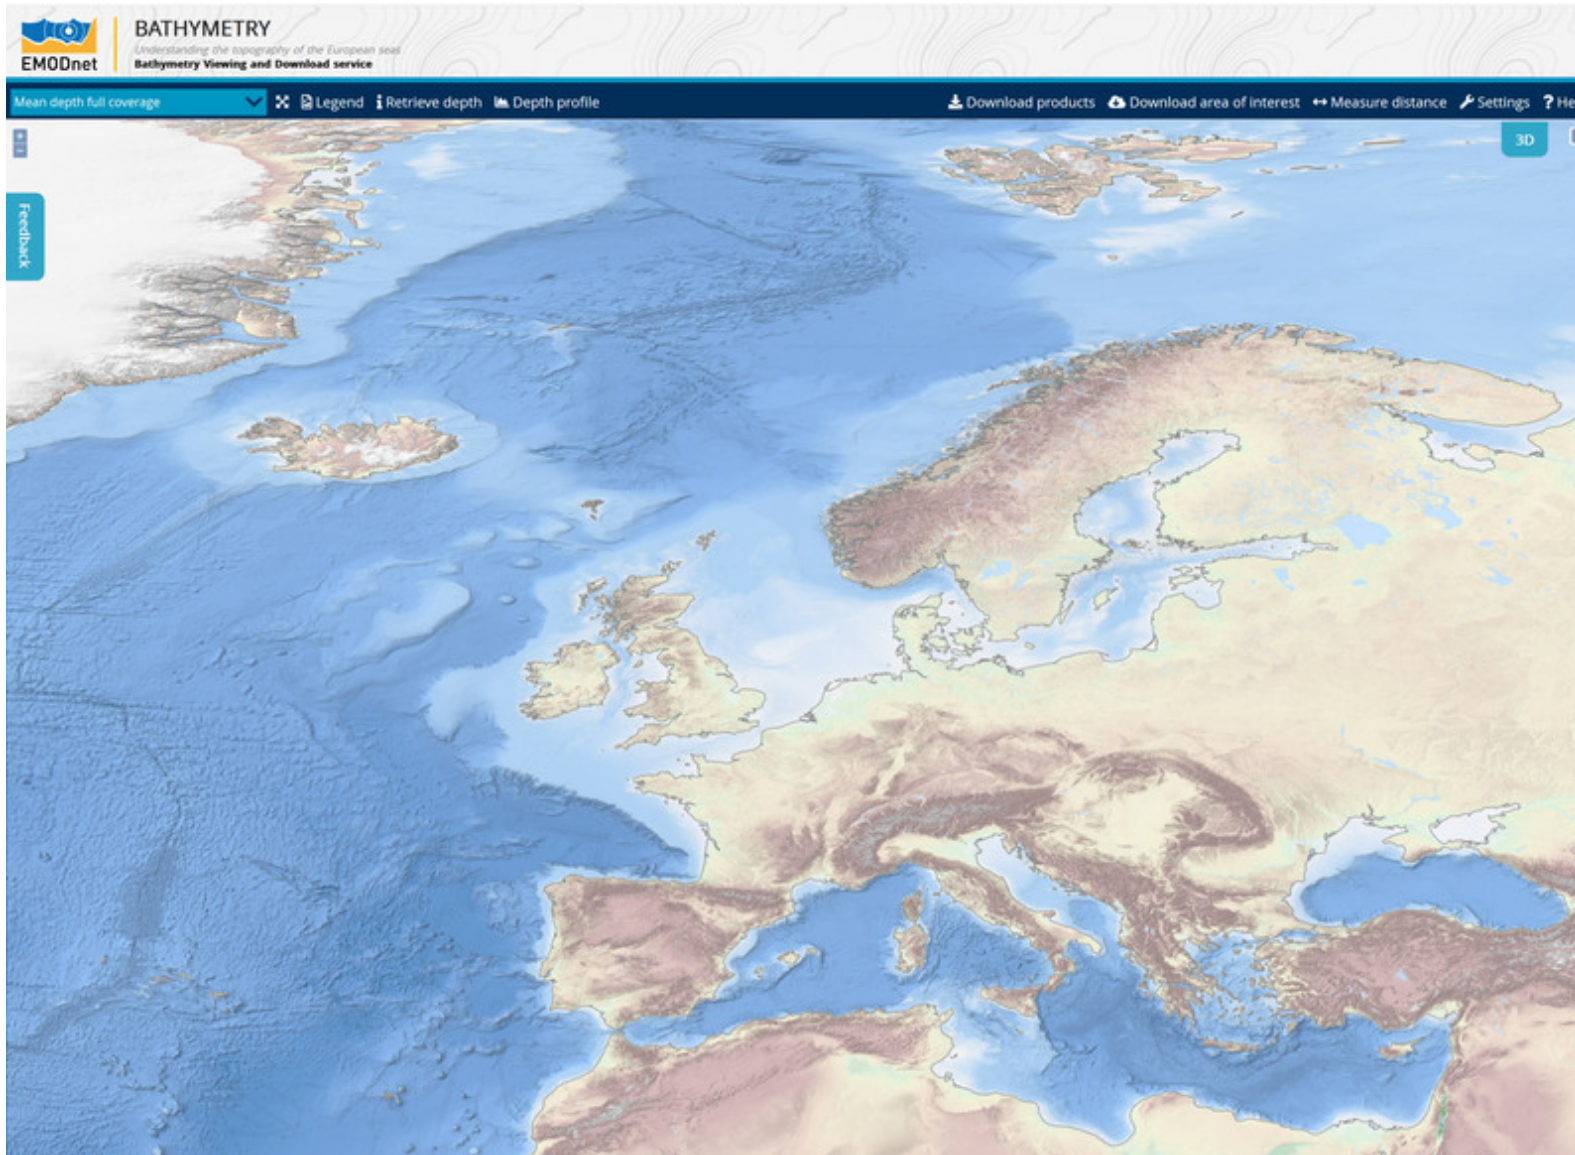 BATHYMETRY
Understanding the topography of the European seas
EMODnet
Bathymetry Viewing and Download service
Mean depth full coverage
Legend
Retrieve depth
Depth profile
Download products
Download area of interest
Measure distance
Settings
? He
3D
Feedback